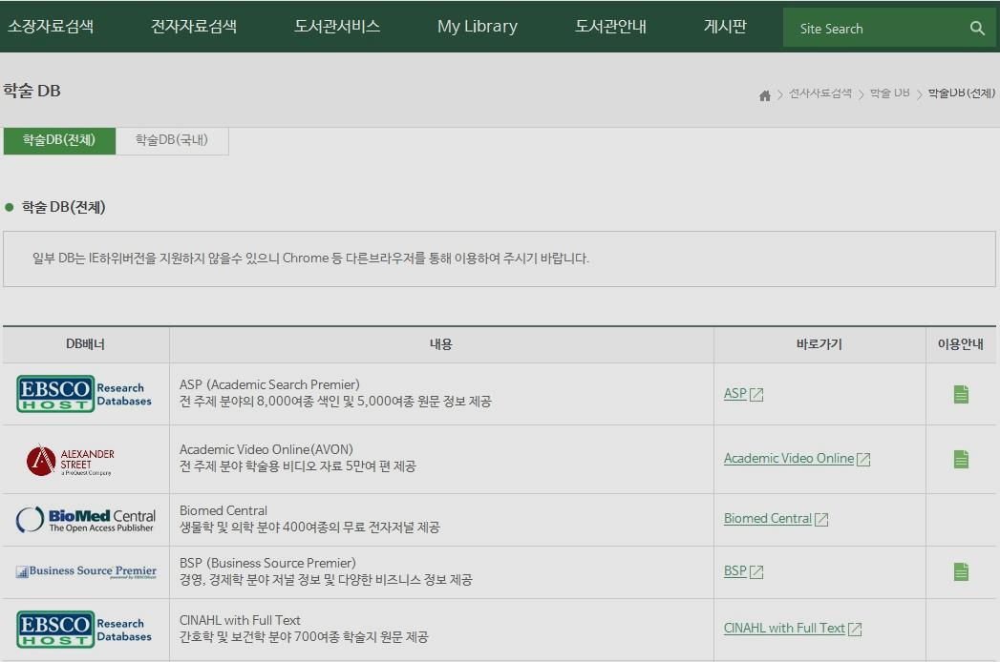 소장자료검색 전자자료검색 도서관서비스 My Library 도서관안내 게시판 Site Search
학술 DB
전자자료검색 학술 DB 학술DB(전체)
학술DB(전체) 학술DB(국내)
학술 DB(전체)
일부 DB는 IE하위버전을 지원하지 않을수 있으니 Chrome 등 다른브라우저를 통해 이용하여 주시기 바랍니다.
DB배너 내용 바로가기 이용안내
EBSCO HOST Research Databases
ASP (Academic Search Premier)
전 주제 분야의 8,000여종 색인 및 5,000여종 원문 정보 제공
ASP
ALEXANDER
STREET
a ProQuest Company
Academic Video Online(AVON)
전 주제 분야 학술용 비디오 자료 5만여 편 제공
Academic Video Online
BioMed Central
The Open Access Publisher
Biomed Central
생물학 및 의학 분야 400여종의 무료 전자저널 제공
Biomed Central
Business Source Premier
powered by EBSCOhost
BSP (Business Source Premier)
경영, 경제학 분야 저널 정보 및 다양한 비즈니스 정보 제공
BSP
EBSCO HOST Research Databases
CINAHL with Full Text
간호학 및 보건학 분야 700여종 학술지 원문 제공
CINAHL with Full Text